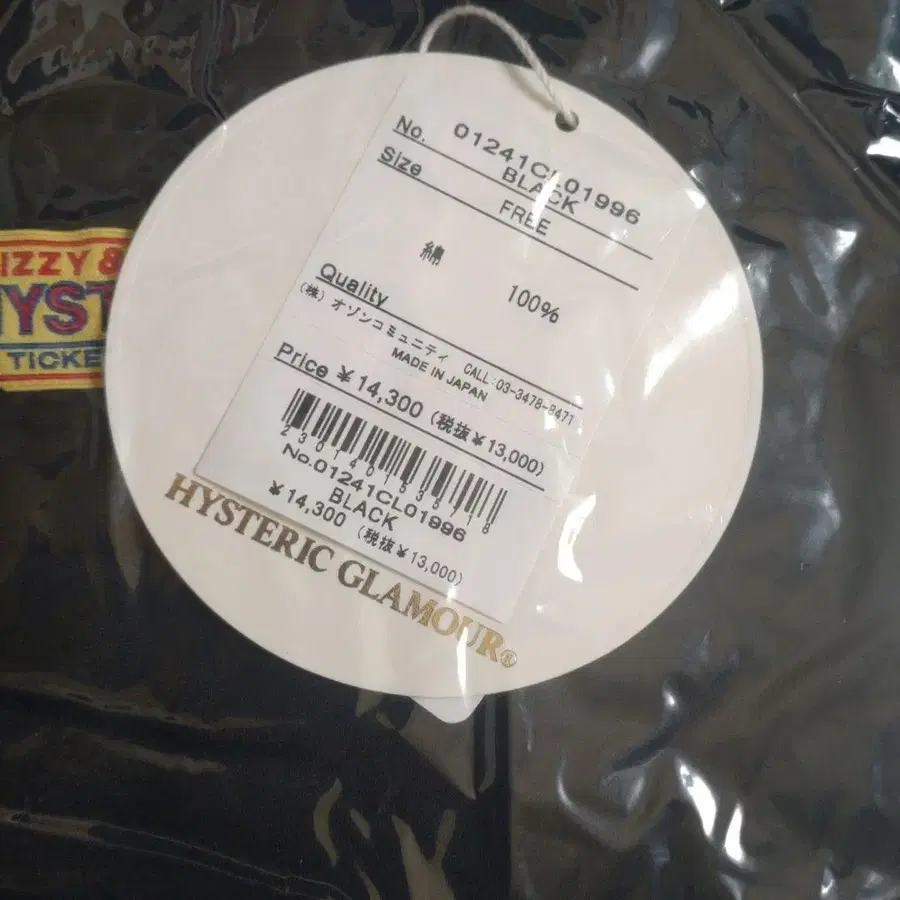 No. 01241CL01996
BLACK
Size FREE
綿 100%
Quality
(株) オゾンコミュニティ CALL:03-3478-8471
MADE IN JAPAN
Price ¥14,300 (税抜¥13,000)
2301401535718
No.01241CL01996
BLACK
¥14,300 (税抜¥13,000)
HYSTERIC GLAMOUR®
IZZY &
HYST
TICKE